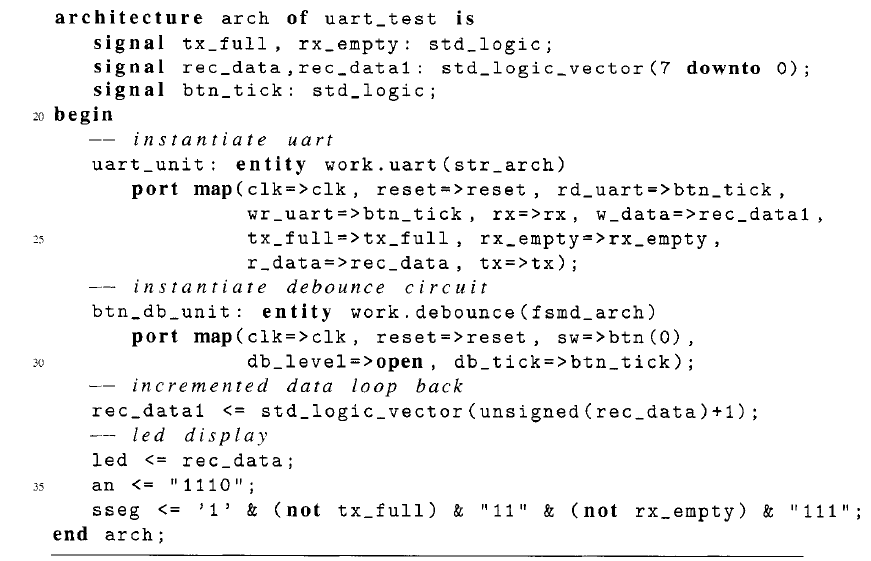 architecture arch of uart_test is
signal tx_full, rx_empty: std_logic;
signal rec_data,rec_data1: std_logic_vector(7 downto 0);
signal btn_tick: std_logic;
20 begin
-- instantiate uart
uart_unit: entity work.uart(str_arch)
port map(clk=>clk, reset=>reset, rd_uart=>btn_tick,
wr_uart=>btn_tick, rx=>rx, w_data=>rec_data1,
25 tx_full=>tx_full, rx_empty=>rx_empty,
r_data=>rec_data, tx=>tx);
-- instantiate debounce circuit
btn_db_unit: entity work.debounce(fsmd_arch)
port map(clk=>clk, reset=>reset, sw=>btn(0),
30 db_level=>open, db_tick=>btn_tick);
-- incremented data loop back
rec_data1 <= std_logic_vector(unsigned(rec_data)+1);
-- led display
led <= rec_data;
35 an <= "1110";
sseg <= '1' & (not tx_full) & "11" & (not rx_empty) & "111";
end arch;